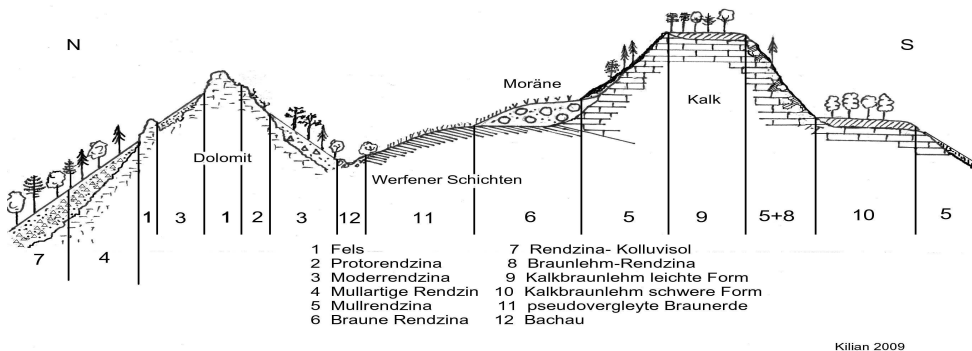 N
S
Moräne
Kalk
Dolomit
Werfener Schichten
7 4 1 3 1 2 3 12 11 6 5 9 5+8 10 5
1 Fels
2 Protorendzina
3 Moderrendzina
4 Mullartige Rendzin
5 Mullrendzina
6 Braune Rendzina
7 Rendzina- Kolluvisol
8 Braunlehm-Rendzina
9 Kalkbraunlehm leichte Form
10 Kalkbraunlehm schwere Form
11 pseudovergleyte Braunerde
12 Bachau
Kilian 2009